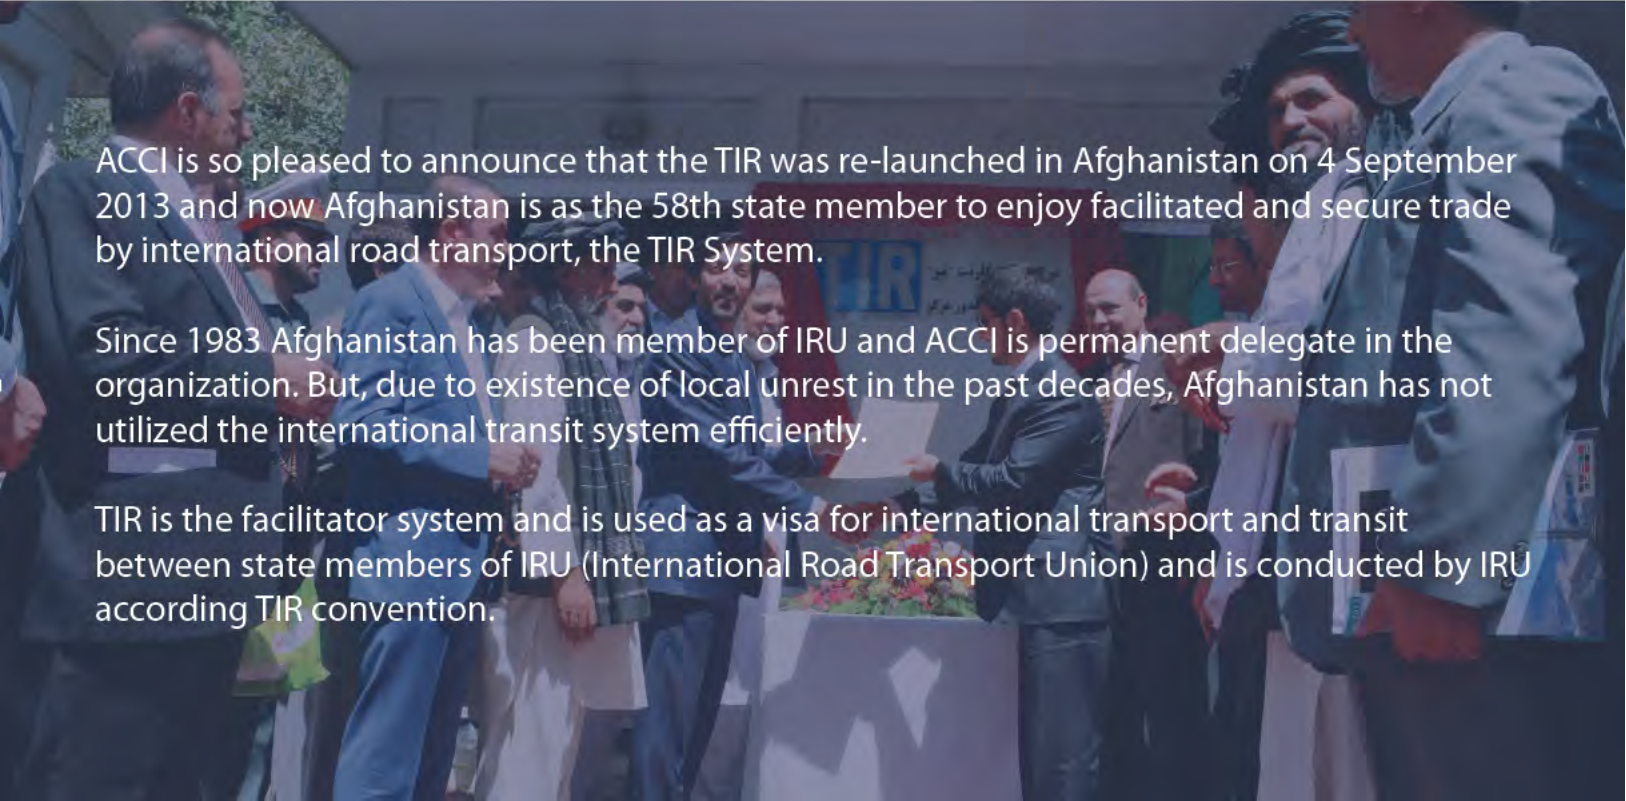 ACCI is so pleased to announce that the TIR was re-launched in Afghanistan on 4 September
2013 and now Afghanistan is as the 58th state member to enjoy facilitated and secure trade
by international road transport, the TIR System.
TIR
Since 1983 Afghanistan has been member of IRU and ACCI is permanent delegate in the
organization. But, due to existence of local unrest in the past decades, Afghanistan has not
utilized the international transit system efficiently.
TIR is the facilitator system and is used as a visa for international transport and transit
between state members of IRU (International Road Transport Union) and is conducted by IRU
according TIR convention.